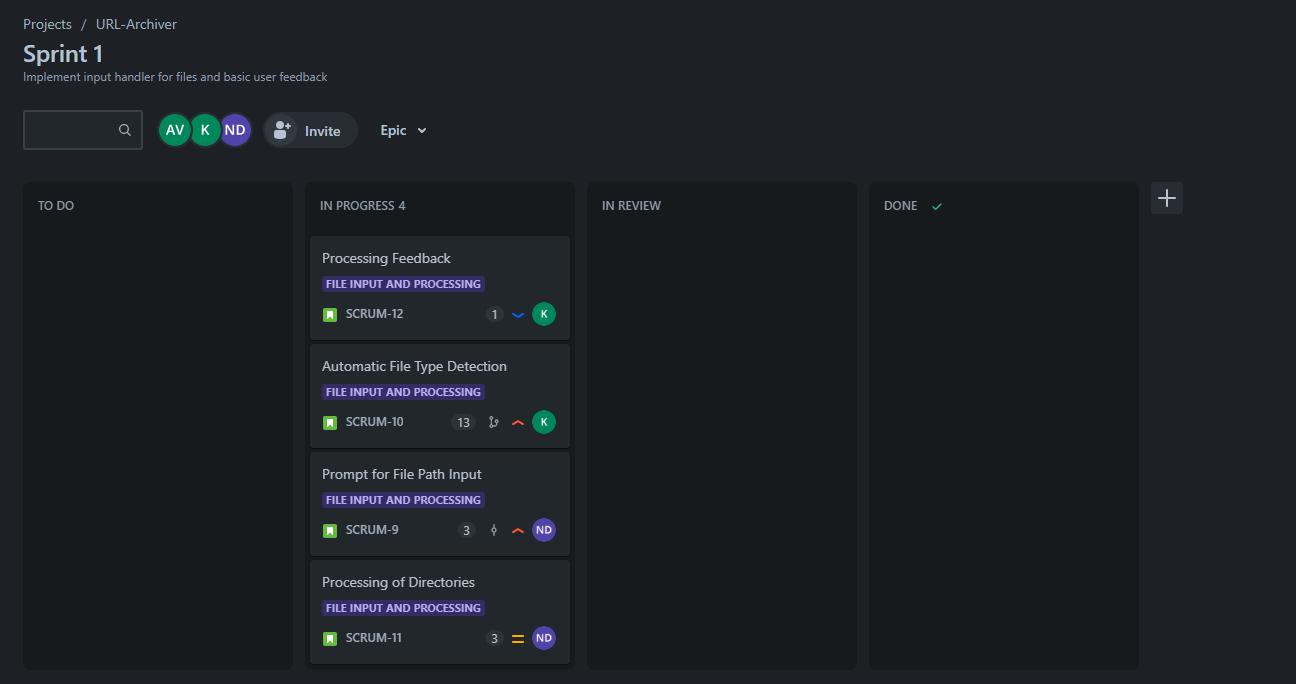 Projects / URL-Archiver
Sprint 1
Implement input handler for files and basic user feedback
AV K ND Invite Epic
TO DO
IN PROGRESS 4
Processing Feedback
FILE INPUT AND PROCESSING
SCRUM-12 1 K
Automatic File Type Detection
FILE INPUT AND PROCESSING
SCRUM-10 13 K
Prompt for File Path Input
FILE INPUT AND PROCESSING
SCRUM-9 3 ND
Processing of Directories
FILE INPUT AND PROCESSING
SCRUM-11 3 ND
IN REVIEW
DONE